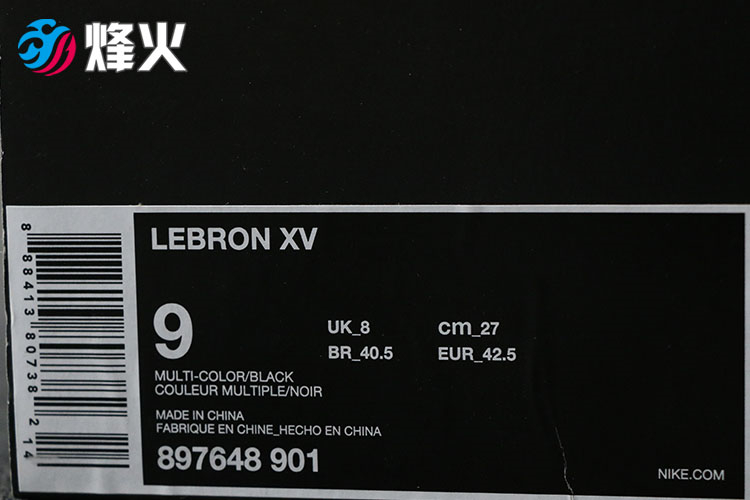 烽火
LEBRON XV
9
UK_8 cm_27
BR_40.5 EUR_42.5
MULTI-COLOR/BLACK
COULEUR MULTIPLE/NOIR
MADE IN CHINA
FABRIQUE EN CHINE_HECHO EN CHINA
897648 901
NIKE.COM
8 88413 80738 2 14